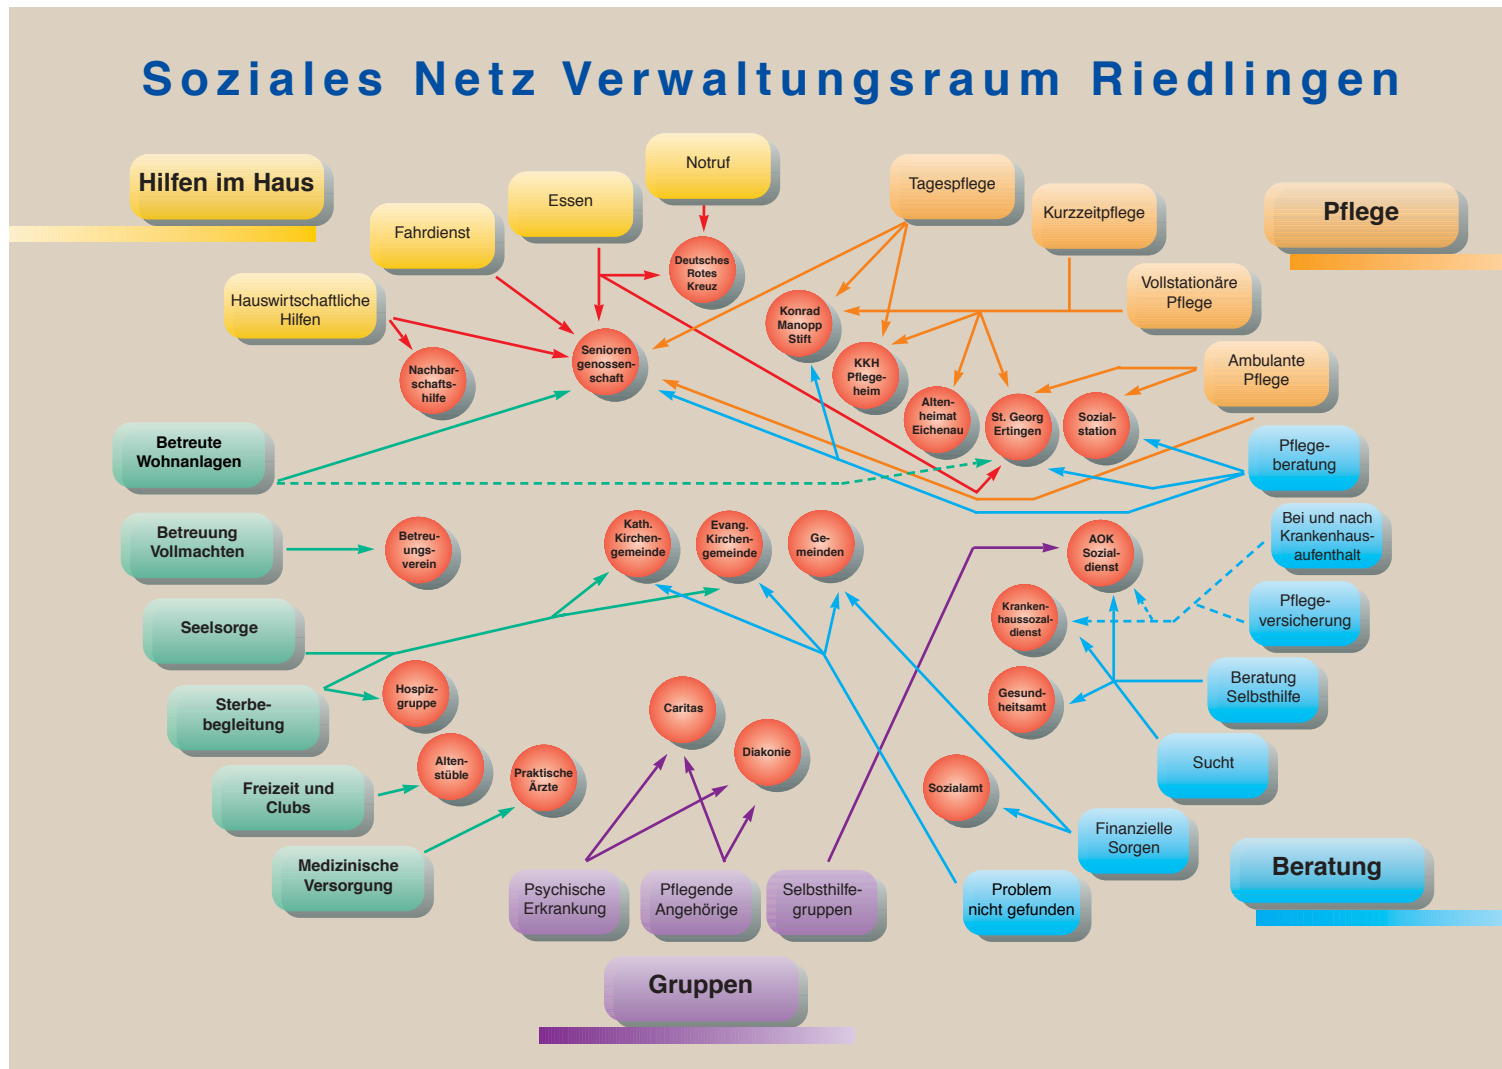 Soziales Netz Verwaltungsraum Riedlingen
Hilfen im Haus
Notruf
Essen
Fahrdienst
Hauswirtschaftliche
Hilfen
Tagespflege
Kurzzeitpflege
Pflege
Vollstationäre
Pflege
Ambulante
Pflege
Deutsches
Rotes
Kreuz
Konrad
Manopp
Stift
Senioren
genossen-
schaft
Nachbar-
schafts-
hilfe
KKH
Pflege-
heim
Alten-
heimat
Eichenau
St. Georg
Ertingen
Sozial-
station
Betreute
Wohnanlagen
Pflege-
beratung
Betreuung
Vollmachten
Betreu-
ungs-
verein
Kath.
Kirchen-
gemeinde
Evang.
Kirchen-
gemeinde
Ge-
meinden
AOK
Sozial-
dienst
Bei und nach
Krankenhaus-
aufenthalt
Seelsorge
Kranken-
haussozal-
dienst
Pflege-
versicherung
Sterbe-
begleitung
Hospiz-
gruppe
Caritas
Gesund-
heitsamt
Beratung
Selbsthilfe
Diakonie
Alten-
stüble
Praktische
Ärzte
Sozialamt
Sucht
Freizeit und
Clubs
Medizinische
Versorgung
Finanzielle
Sorgen
Beratung
Psychische
Erkrankung
Pflegende
Angehörige
Selbsthilfe-
gruppen
Problem
nicht gefunden
Gruppen